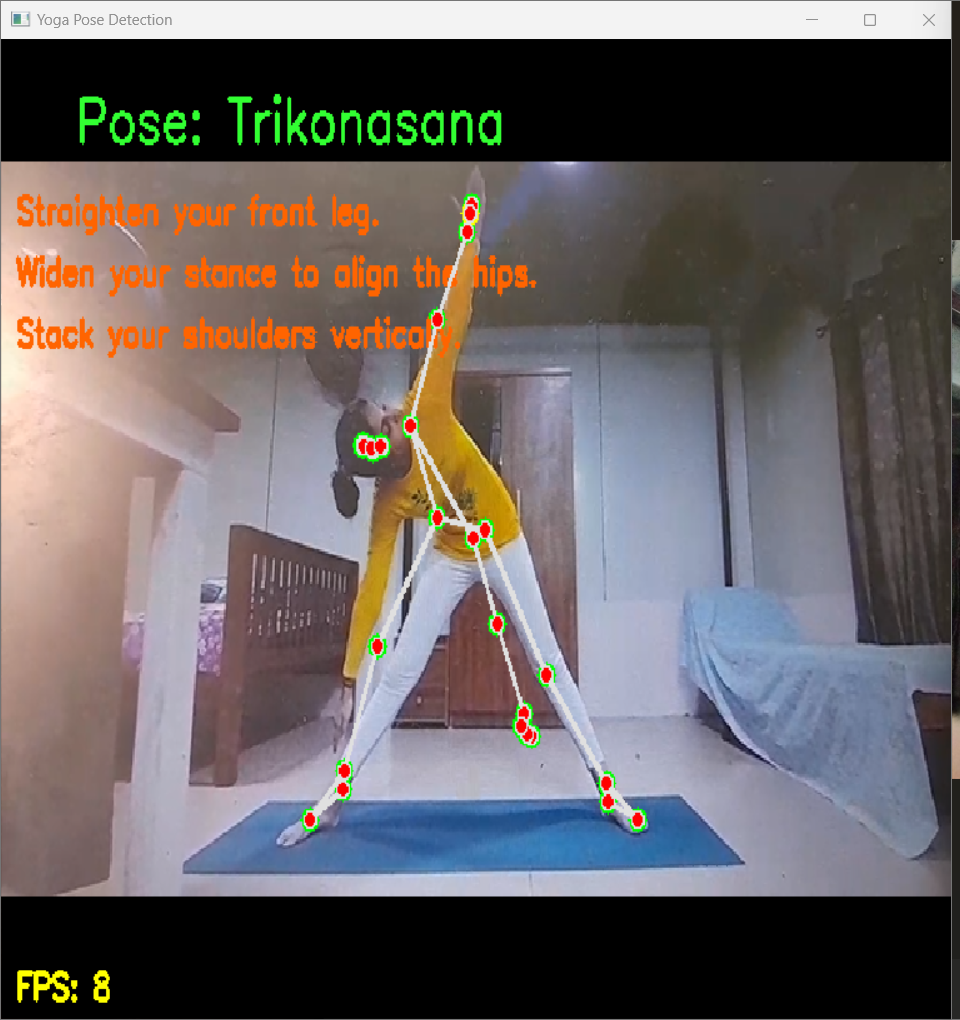 Yoga Pose Detection
Pose: Trikonasana
Straighten your front leg.
Widen your stance to align the hips.
Stack your shoulders vertically.
FPS: 8